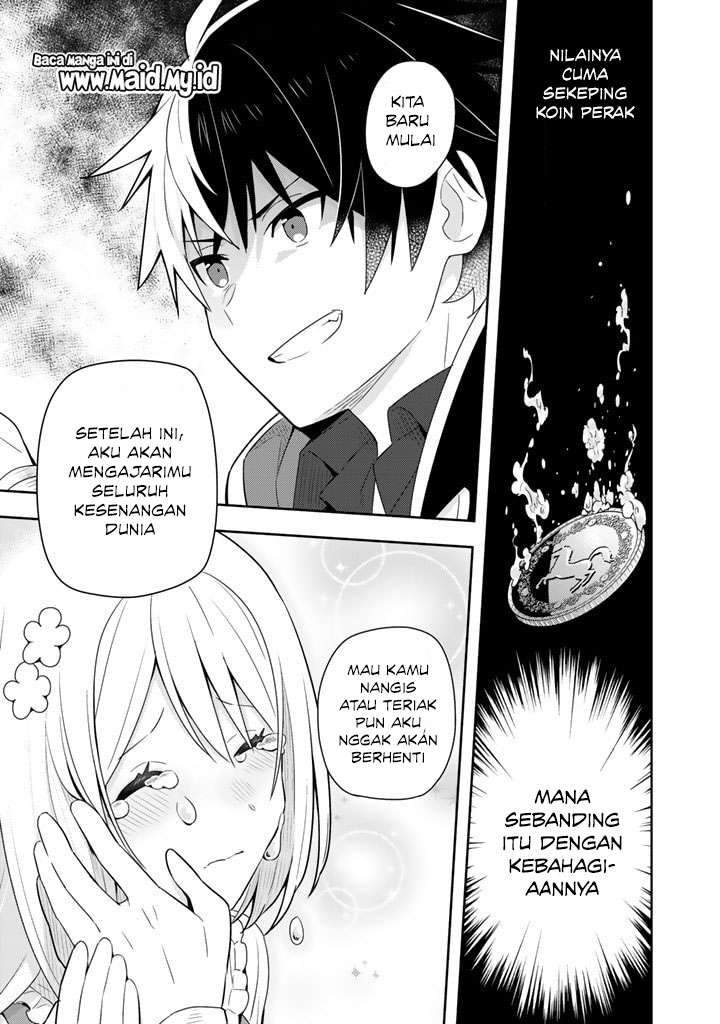 NILAINYA
CUMA
SEKEPING
KOIN PERAK
MANA
SEBANDING
ITU DENGAN
KEBAHAGI-
AANNYA
Baca Manga ini di
www.Maid.my.id
KITA
BARU
MULAI
SETELAH INI,
AKU AKAN
MENGAJARIMU
SELURUH
KESENANGAN
DUNIA
MAU KAMU
NANGIS
ATAU TERIAK
PUN AKU
NGGAK AKAN
BERHENTI